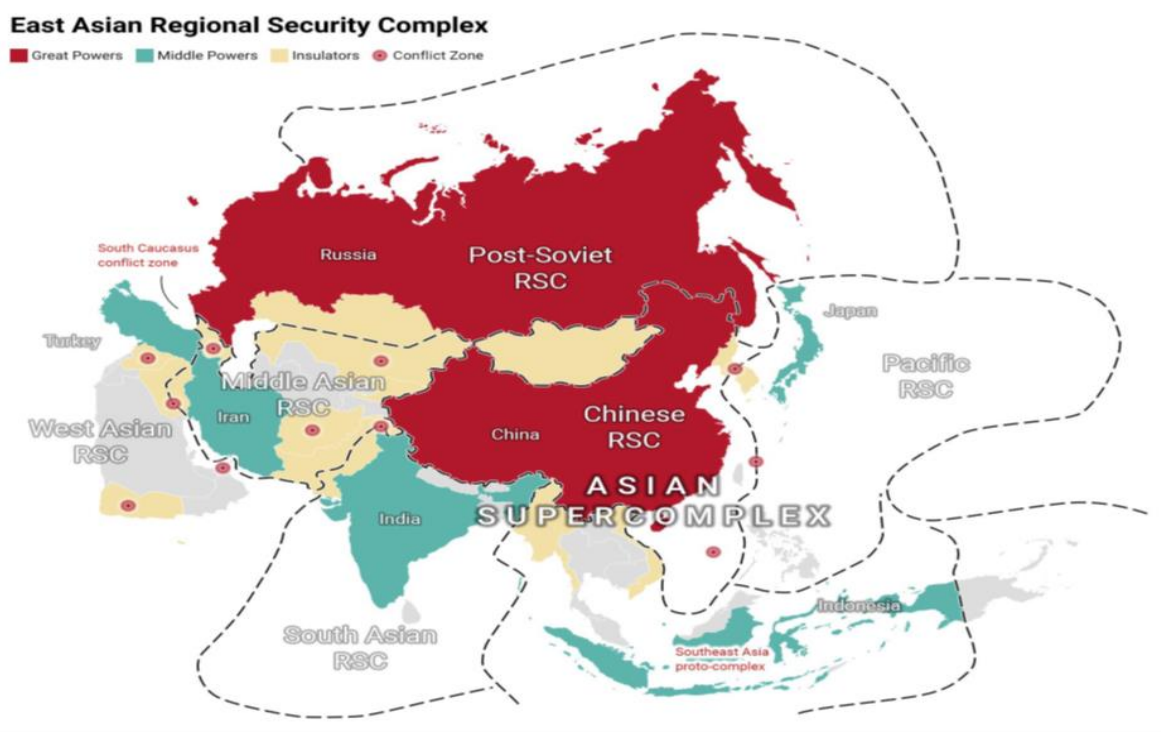 East Asian Regional Security Complex
Great Powers Middle Powers Insulators Conflict Zone
South Caucasus
conflict zone
Russia
Post-Soviet
RSC
Turkey
Japan
Middle Asian
RSC
Pacific
RSC
West Asian
RSC
Iran
China
Chinese
RSC
ASIAN
SUPERCOMPLEX
India
Indonesia
South Asian
RSC
Southeast Asia
proto-complex